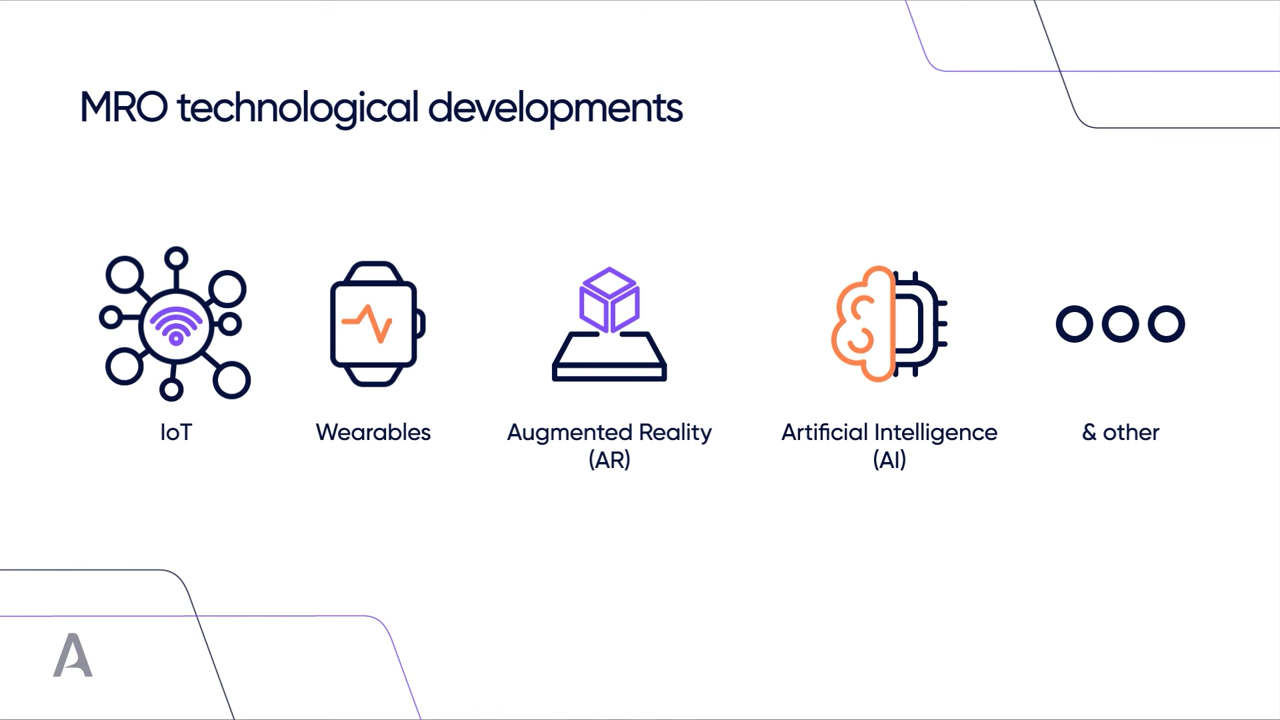 MRO technological developments
IoT
Wearables
Augmented Reality
(AR)
Artificial Intelligence
(AI)
& other